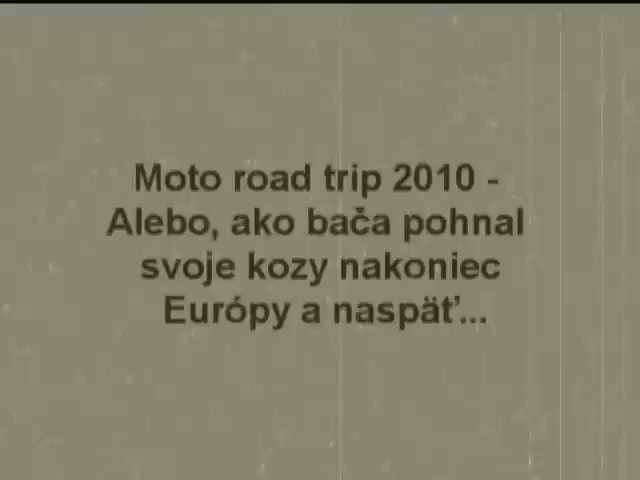 Moto road trip 2010 -
Alebo, ako bača pohnal
svoje kozy nakoniec
Európy a naspäť...